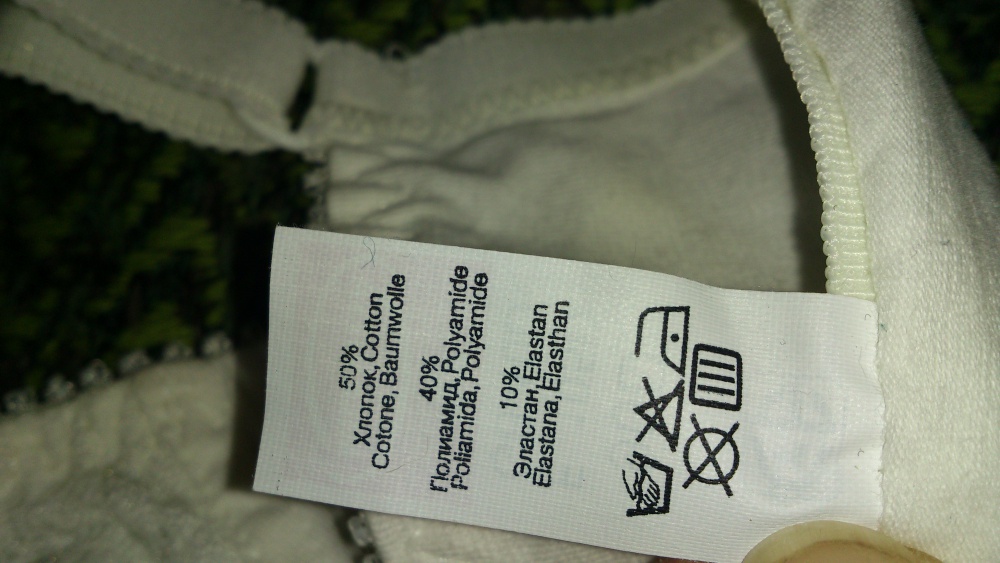 50%
Хлопок, Cotton
Cotone, Baumwolle
40%
Полиамид, Polyamide
Poliamida, Polyamide
10%
Эластан, Elastan
Elastana, Elasthan